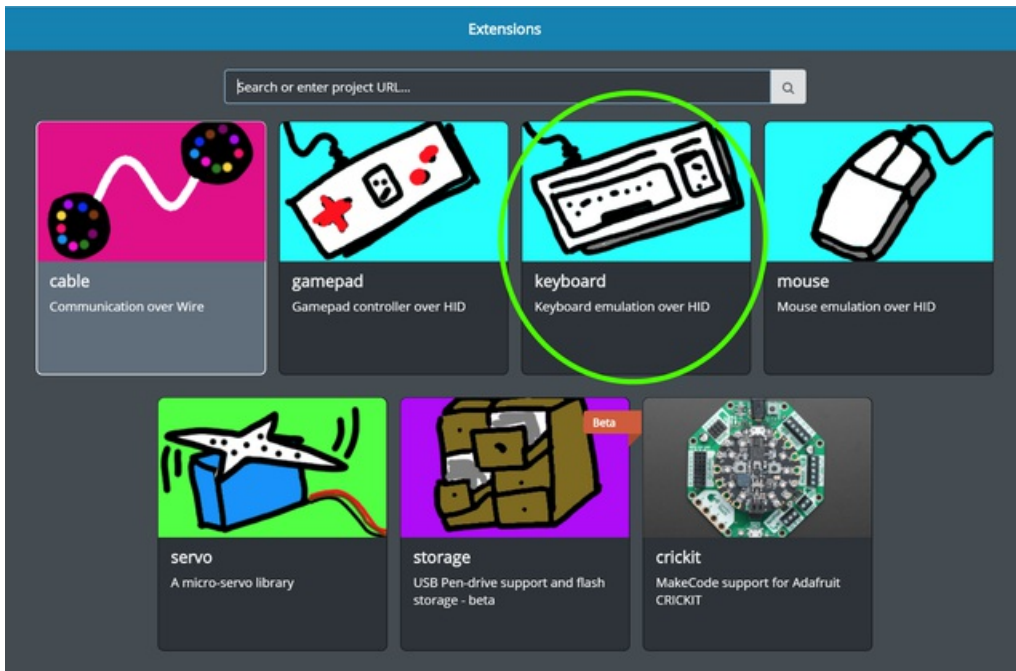 Extensions
Search or enter project URL...
cable
Communication over Wire
gamepad
Gamepad controller over HID
keyboard
Keyboard emulation over HID
mouse
Mouse emulation over HID
servo
A micro-servo library
Beta
storage
USB Pen-drive support and flash
storage - beta
crickit
MakeCode support for Adafruit
CRICKIT